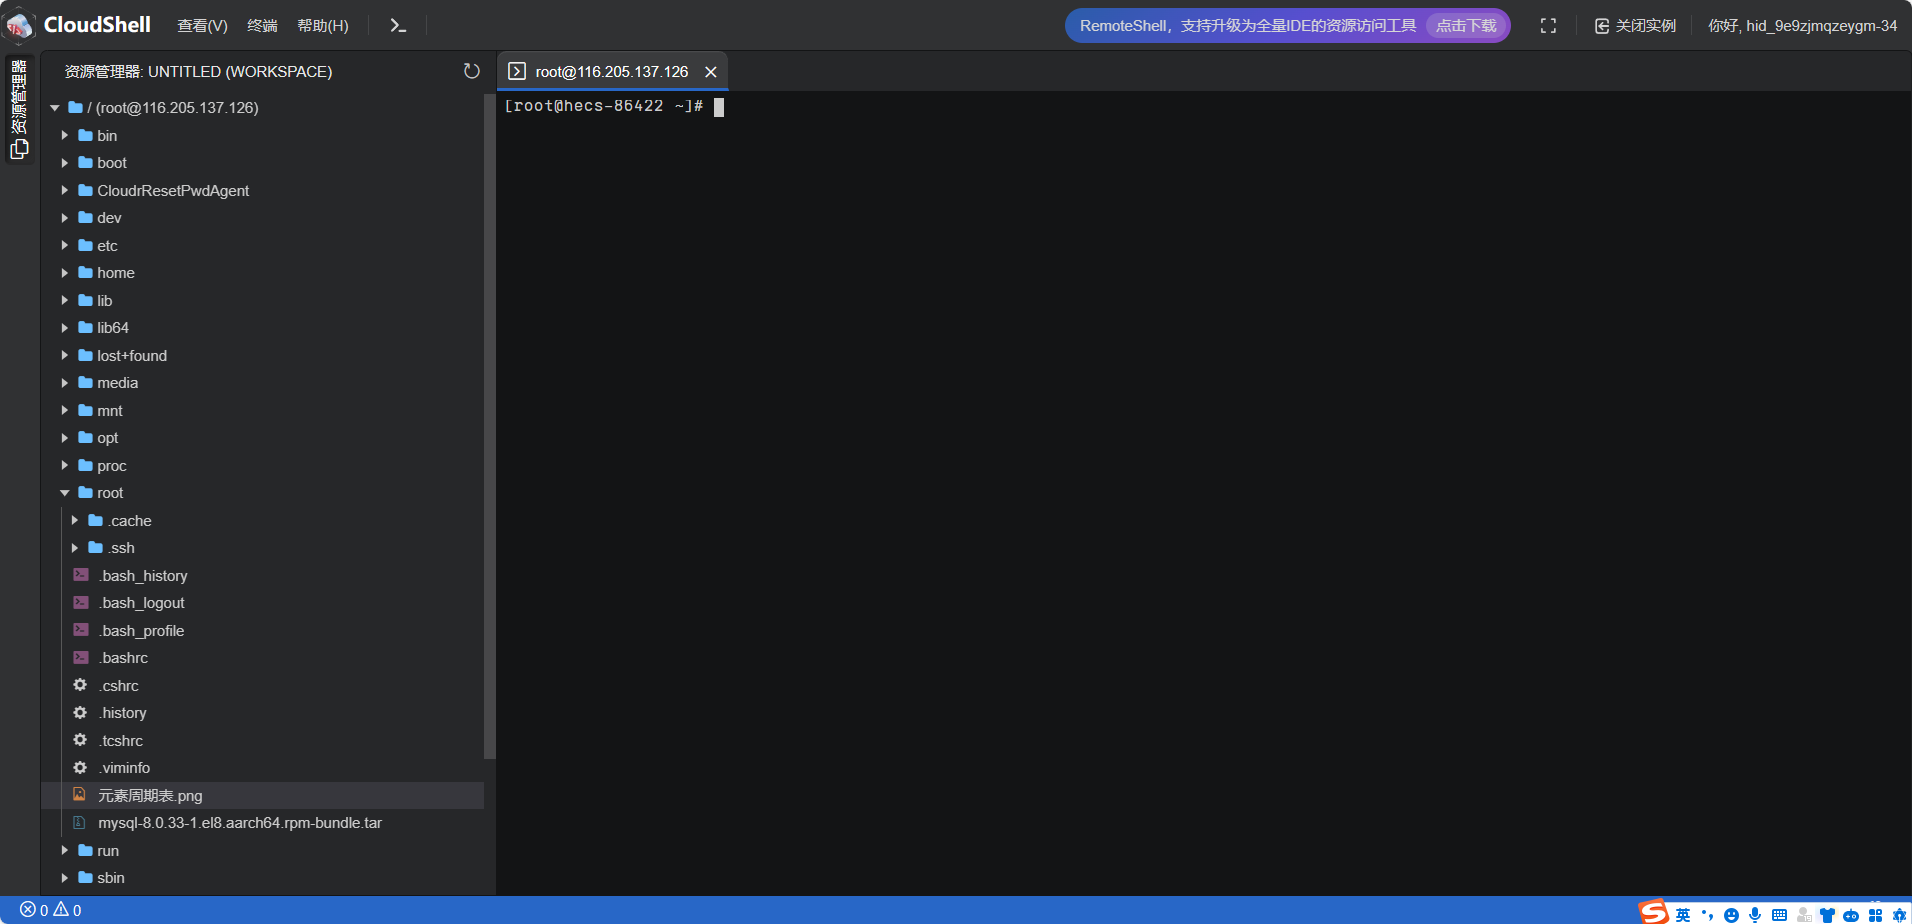 CloudShell 查看(V) 终端 帮助(H) RemoteShell，支持升级为全量IDE的资源访问工具 点击下载 关闭实例 你好, hid_9e9zjmqzeygm-34
资源管理器
资源管理器: UNTITLED (WORKSPACE)
/ (root@116.205.137.126)
bin
boot
CloudrResetPwdAgent
dev
etc
home
lib
lib64
lost+found
media
mnt
opt
proc
root
.cache
.ssh
.bash_history
.bash_logout
.bash_profile
.bashrc
.cshrc
.history
.tcshrc
.viminfo
元素周期表.png
mysql-8.0.33-1.el8.aarch64.rpm-bundle.tar
run
sbin
root@116.205.137.126
[root@hecs-86422 ~]#
0 0
英